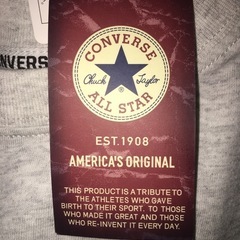 CONVERSE
NVERS
Chuck Taylor
ALL STAR
EST.1908
AMERICA'S ORIGINAL
THIS PRODUCT IS A TRIBUTE TO
THE ATHLETES WHO GAVE
BIRTH TO THEIR SPORT. TO THOSE
WHO MADE IT GREAT AND THOSE
WHO RE-INVENT IT EVERY DAY.